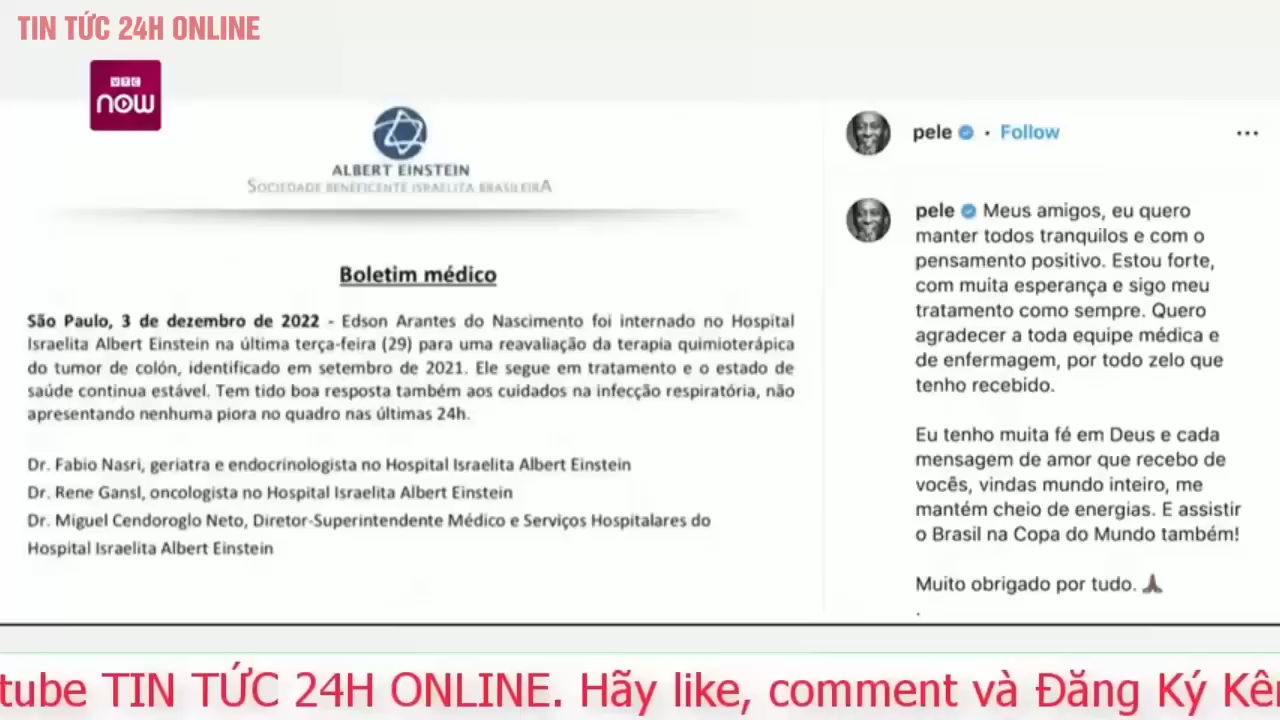 TIN TỨC 24H ONLINE
VTC
now
ALBERT EINSTEIN
SOCIEDADE BENEFICENTE ISRAELITA BRASILEIRA
Boletim médico
São Paulo, 3 de dezembro de 2022 - Edson Arantes do Nascimento foi internado no Hospital
Israelita Albert Einstein na última terça-feira (29) para uma reavaliação da terapia quimioterápica
do tumor de colón, identificado em setembro de 2021. Ele segue em tratamento e o estado de
saúde continua estável. Tem tido boa resposta também aos cuidados na infecção respiratória, não
apresentando nenhuma piora no quadro nas últimas 24h.
Dr. Fabio Nasri, geriatra e endocrinologista no Hospital Israelita Albert Einstein
Dr. Rene Gansl, oncologista no Hospital Israelita Albert Einstein
Dr. Miguel Cendoroglo Neto, Diretor-Superintendente Médico e Serviços Hospitalares do
Hospital Israelita Albert Einstein
pele • Follow ...
pele Meus amigos, eu quero
manter todos tranquilos e com o
pensamento positivo. Estou forte,
com muita esperança e sigo meu
tratamento como sempre. Quero
agradecer a toda equipe médica e
de enfermagem, por todo zelo que
tenho recebido.
Eu tenho muita fé em Deus e cada
mensagem de amor que recebo de
vocês, vindas mundo inteiro, me
mantém cheio de energias. E assistir
o Brasil na Copa do Mundo também!
Muito obrigado por tudo. 🙏🏿
.
tube TIN TỨC 24H ONLINE. Hãy like, comment và Đăng Ký Kên